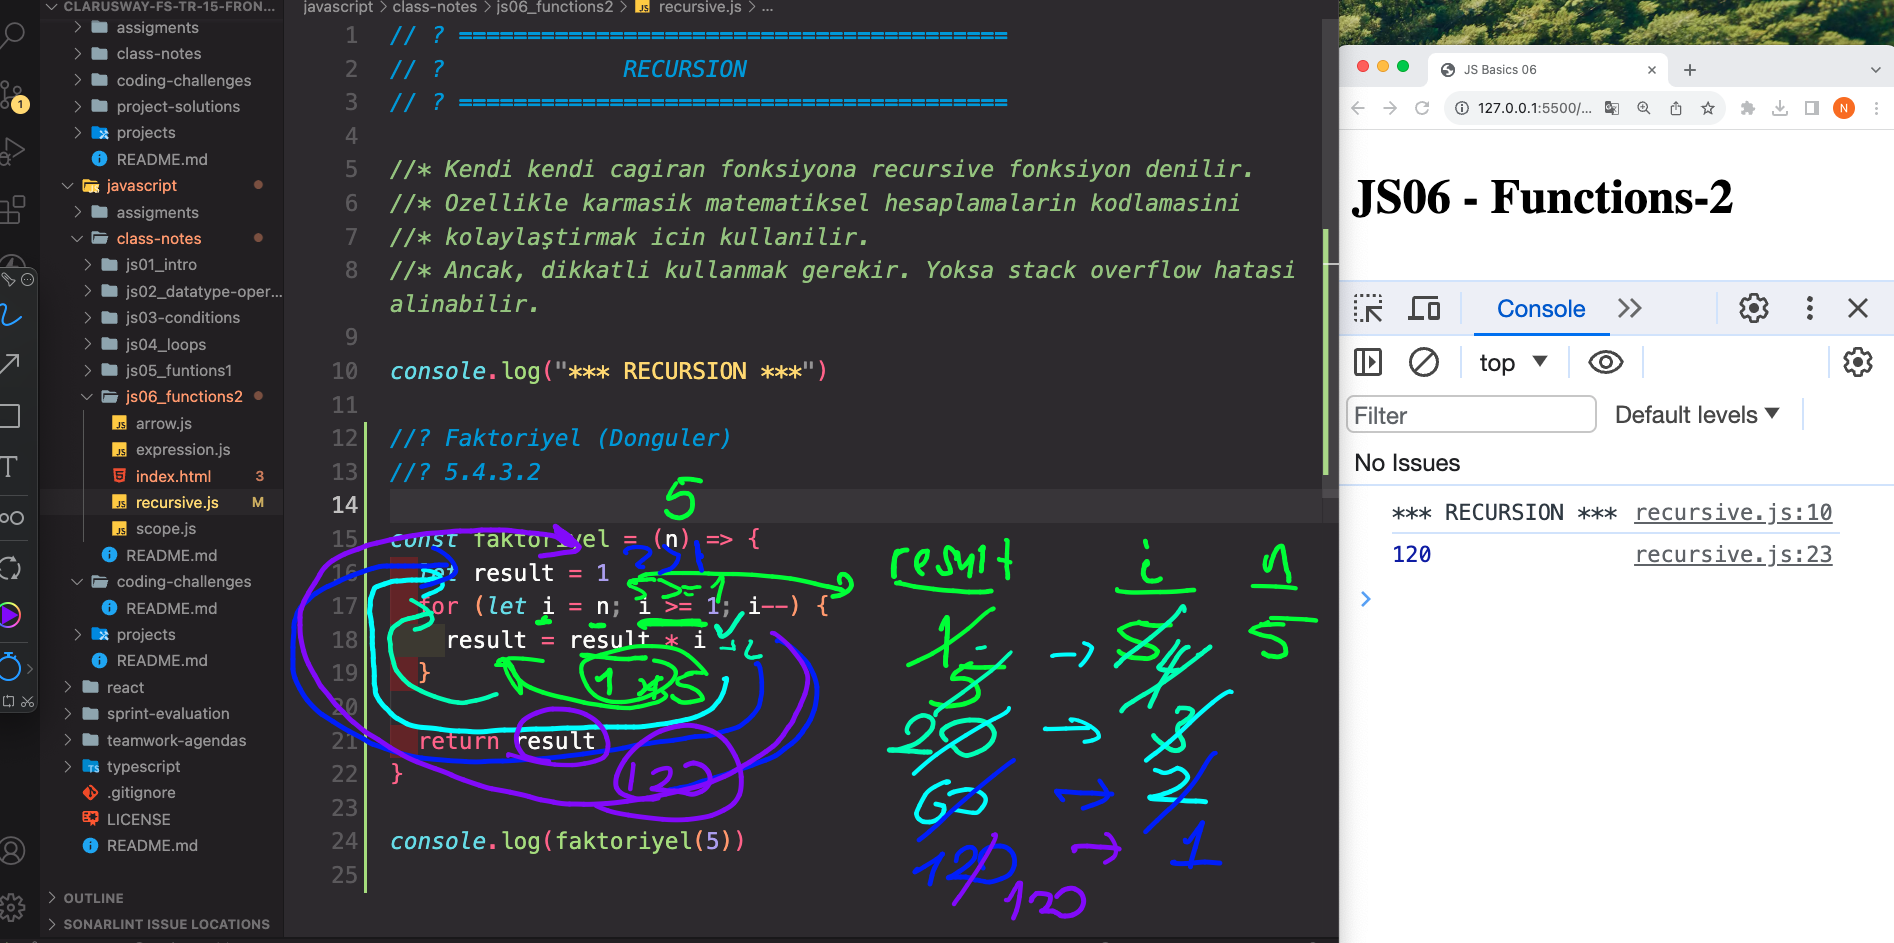 CLARUSWAY-FS-TR-15-FRON...
assigments
class-notes
coding-challenges
project-solutions
projects
README.md
javascript
assigments
class-notes
js01_intro
js02_datatype-oper...
js03-conditions
js04_loops
js05_funtions1
js06_functions2
arrow.js
expression.js
index.html 3
recursive.js M
scope.js
README.md
coding-challenges
README.md
projects
README.md
react
sprint-evaluation
teamwork-agendas
typescript
.gitignore
LICENSE
README.md
OUTLINE
SONARLINT ISSUE LOCATIONS
1
javascript > class-notes > js06_functions2 > JS recursive.js > ...
1 // ? ========================================
2 // ? RECURSION
3 // ? ========================================
4
5 //* Kendi kendi cagiran fonksiyona recursive fonksiyon denilir.
6 //* Ozellikle karmasik matematiksel hesaplamalarin kodlamasini
7 //* kolaylaştirmak icin kullanilir.
8 //* Ancak, dikkatli kullanmak gerekir. Yoksa stack overflow hatasi
alinabilir.
9
10 console.log("*** RECURSION ***")
11
12 //? Faktoriyel (Donguler)
13 //? 5.4.3.2
14
5
15 const faktoriyel = (n) => {
16 let result = 1
17 for (let i = n; i >= 1; i--) {
18 result = result * i
19 }
20
21 return result
22 }
23
24 console.log(faktoriyel(5))
25
5 >= 1
1*5
120
result i n
1 → 5 5
5 4
20 → 3
60 → 2
120 → 1
120
JS Basics 06
127.0.0.1:5500/...
N
JS06 - Functions-2
Console
top
Filter
Default levels
No Issues
*** RECURSION *** recursive.js:10
120 recursive.js:23